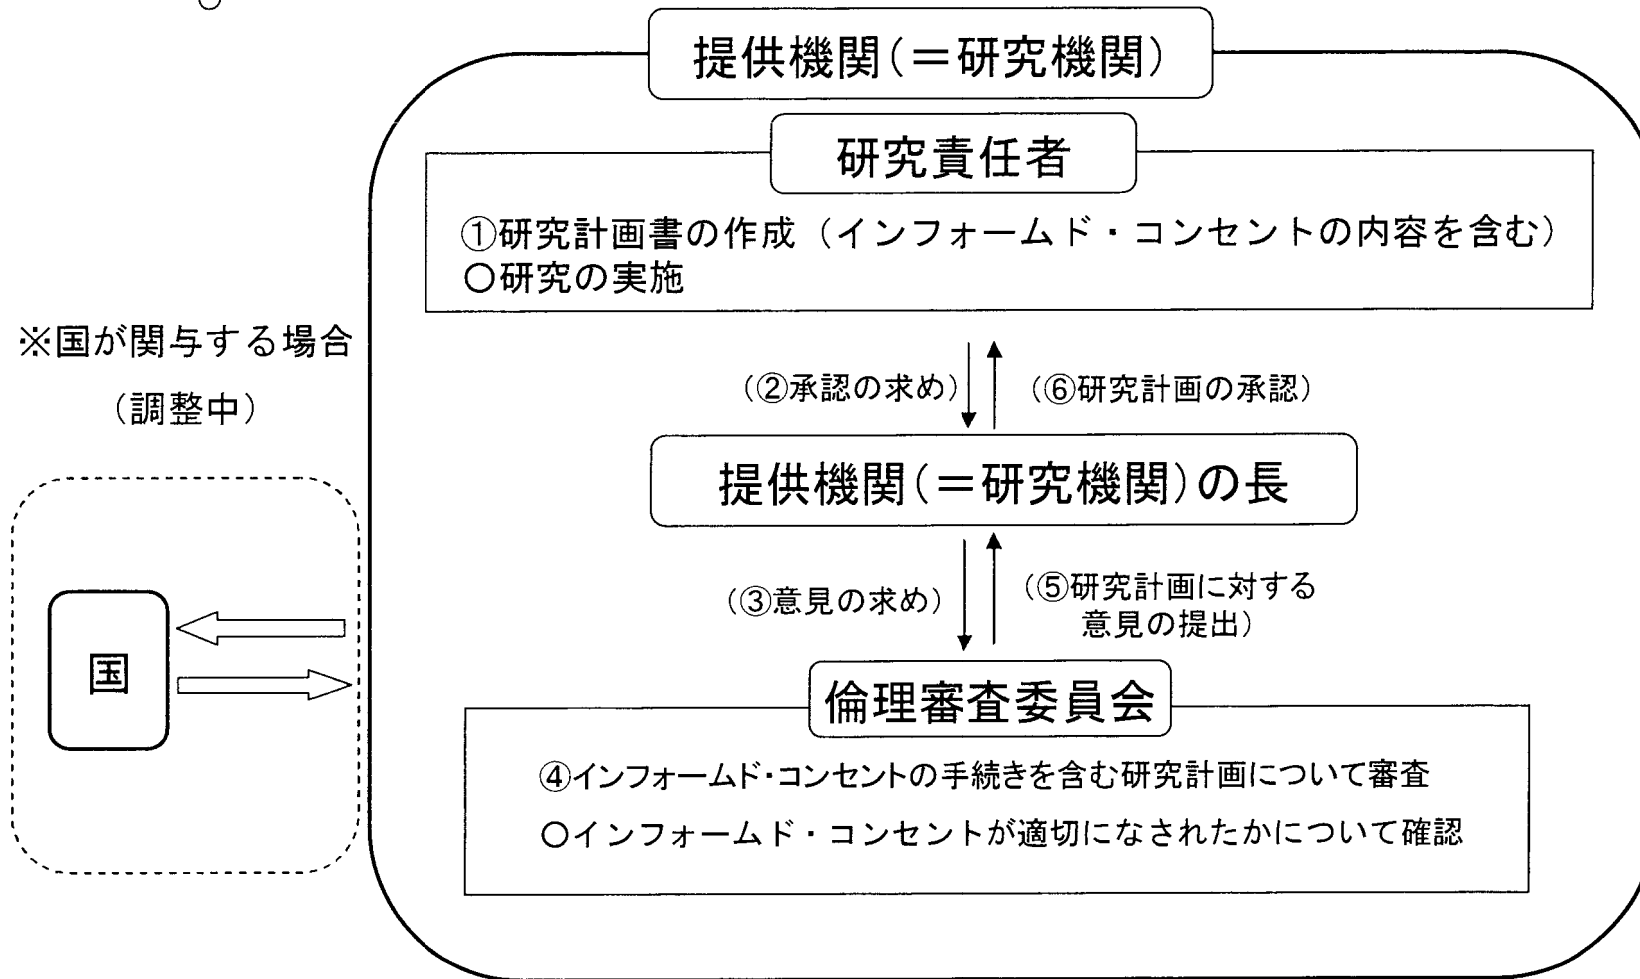 提供機関(＝研究機関)
研究責任者
①研究計画書の作成（インフォームド・コンセントの内容を含む）
○研究の実施
※国が関与する場合
（調整中）
（②承認の求め）
（⑥研究計画の承認）
提供機関(＝研究機関)の長
（③意見の求め）
（⑤研究計画に対する
意見の提出）
国
倫理審査委員会
④インフォームド・コンセントの手続きを含む研究計画について審査
○インフォームド・コンセントが適切になされたかについて確認